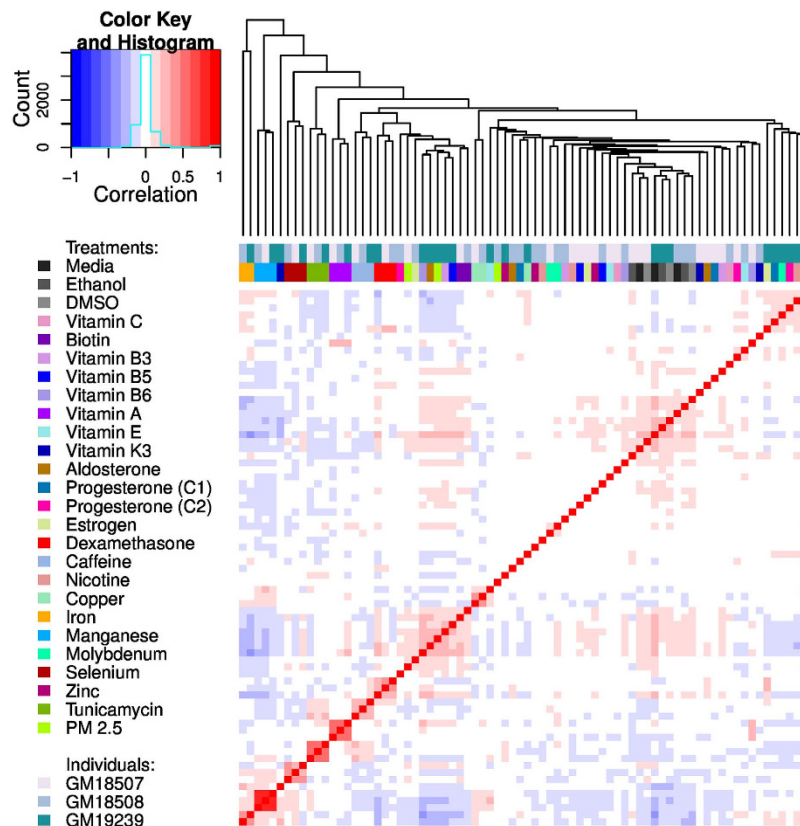 Color Key
and Histogram
Count
0 2000
-1 0 0.5 1
Correlation
Treatments:
Media
Ethanol
DMSO
Vitamin C
Biotin
Vitamin B3
Vitamin B5
Vitamin B6
Vitamin A
Vitamin E
Vitamin K3
Aldosterone
Progesterone (C1)
Progesterone (C2)
Estrogen
Dexamethasone
Caffeine
Nicotine
Copper
Iron
Manganese
Molybdenum
Selenium
Zinc
Tunicamycin
PM 2.5
Individuals:
GM18507
GM18508
GM19239